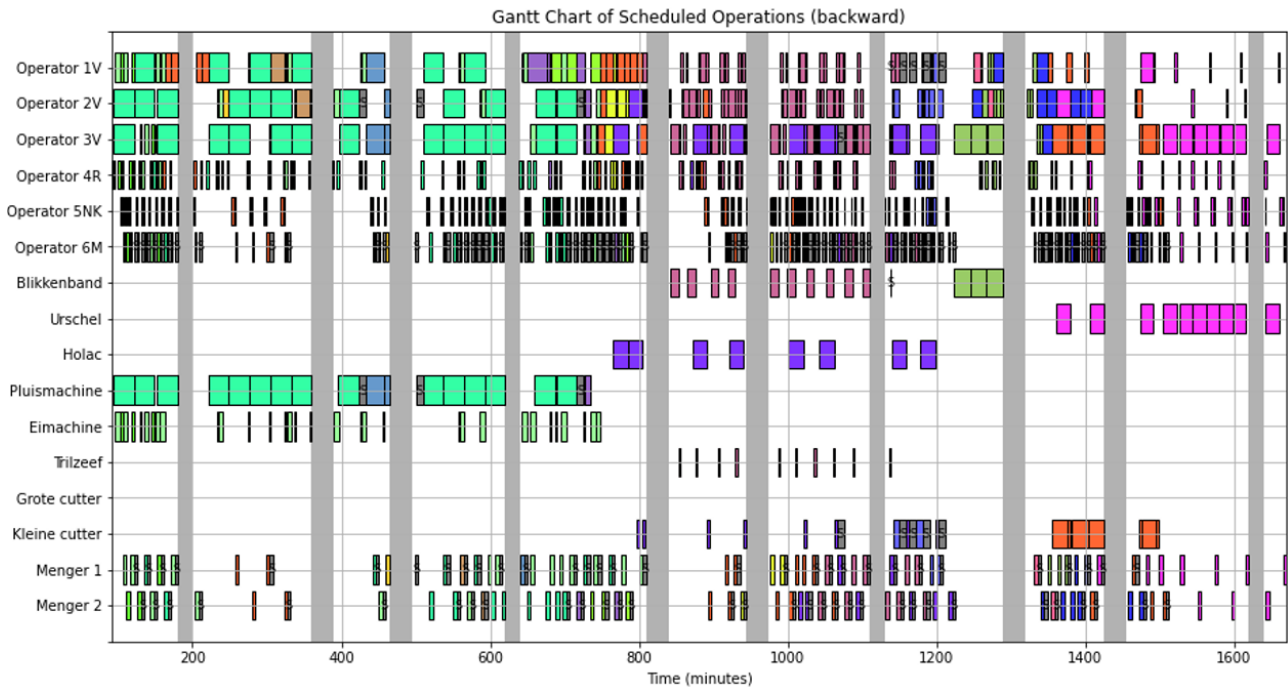 Gantt Chart of Scheduled Operations (backward)
Operator 1V
Operator 2V
Operator 3V
Operator 4R
Operator 5NK
Operator 6M
Blikkenband
Urschel
Holac
Pluismachine
Eimachine
Trilzeef
Grote cutter
Kleine cutter
Menger 1
Menger 2
200 400 600 800 1000 1200 1400 1600
Time (minutes)